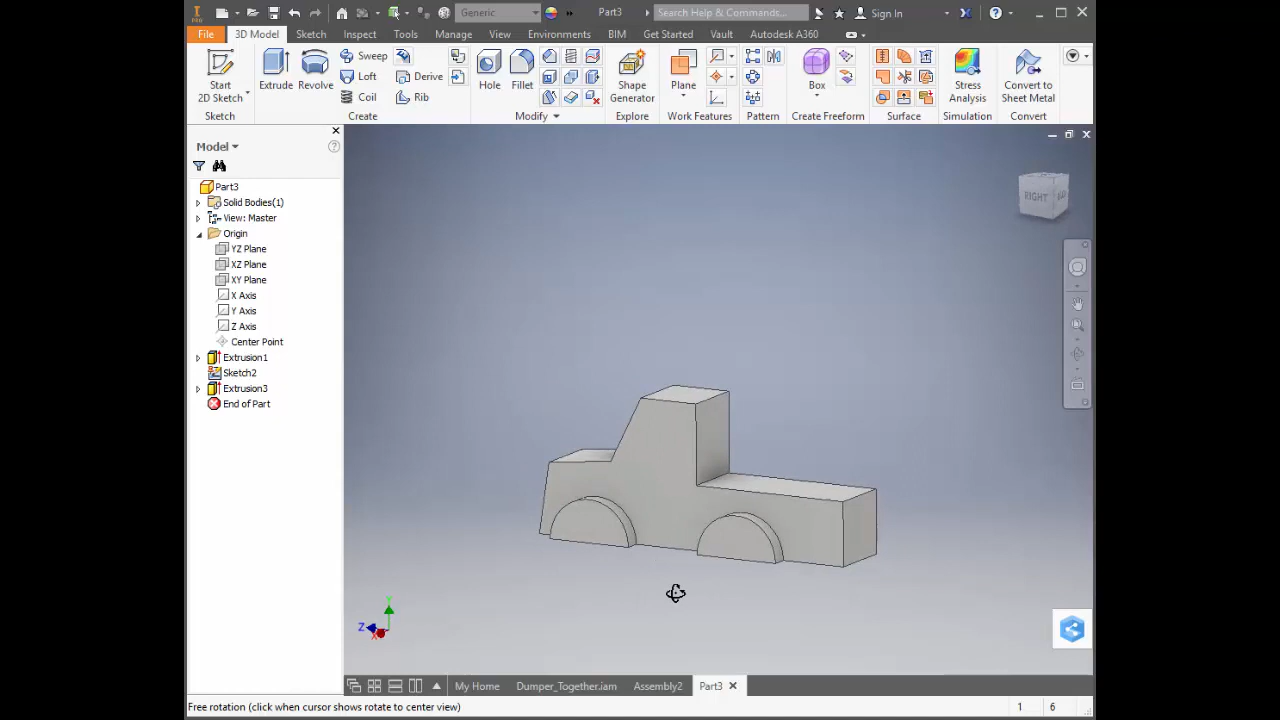 PRO Generic Part3 Search Help & Commands... Sign In
File 3D Model Sketch Inspect Tools Manage View Environments BIM Get Started Vault Autodesk A360
Start 2D Sketch Extrude Revolve Sweep Loft Coil Derive Rib Hole Fillet Shape Generator Plane Box Stress Analysis Convert to Sheet Metal
Sketch Create Modify Explore Work Features Pattern Create Freeform Surface Simulation Convert
Model
Part3
Solid Bodies(1)
View: Master
Origin
YZ Plane
XZ Plane
XY Plane
X Axis
Y Axis
Z Axis
Center Point
Extrusion1
Sketch2
Extrusion3
End of Part
RIGHT
Y
Z X
My Home Dumper_Together.iam Assembly2 Part3
Free rotation (click when cursor shows rotate to center view) 1 6